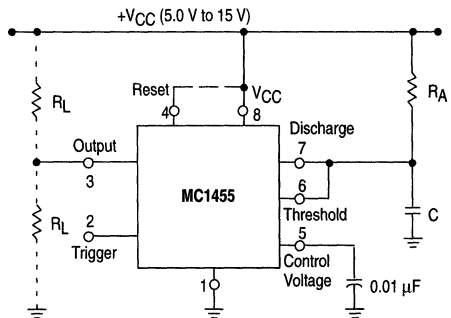 +VCC (5.0 V to 15 V)
Reset
VCC
4
8
RL
RA
Discharge
Output
7
3
MC1455
6
Threshold
C
RL
2
Trigger
5
Control
Voltage
1
0.01 µF